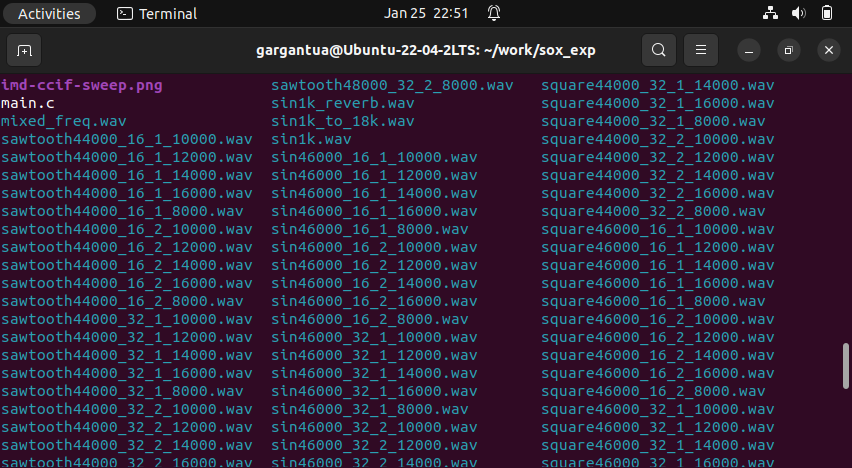 Activities Terminal Jan 25 22:51
gargantua@Ubuntu-22-04-2LTS: ~/work/sox_exp
imd-ccif-sweep.png sawtooth48000_32_2_8000.wav square44000_32_1_14000.wav
main.c sin1k_reverb.wav square44000_32_1_16000.wav
mixed_freq.wav sin1k_to_18k.wav square44000_32_1_8000.wav
sawtooth44000_16_1_10000.wav sin1k.wav square44000_32_2_10000.wav
sawtooth44000_16_1_12000.wav sin46000_16_1_10000.wav square44000_32_2_12000.wav
sawtooth44000_16_1_14000.wav sin46000_16_1_12000.wav square44000_32_2_14000.wav
sawtooth44000_16_1_16000.wav sin46000_16_1_14000.wav square44000_32_2_16000.wav
sawtooth44000_16_1_8000.wav sin46000_16_1_16000.wav square44000_32_2_8000.wav
sawtooth44000_16_2_10000.wav sin46000_16_1_8000.wav square46000_16_1_10000.wav
sawtooth44000_16_2_12000.wav sin46000_16_2_10000.wav square46000_16_1_12000.wav
sawtooth44000_16_2_14000.wav sin46000_16_2_12000.wav square46000_16_1_14000.wav
sawtooth44000_16_2_16000.wav sin46000_16_2_14000.wav square46000_16_1_16000.wav
sawtooth44000_16_2_8000.wav sin46000_16_2_16000.wav square46000_16_1_8000.wav
sawtooth44000_32_1_10000.wav sin46000_16_2_8000.wav square46000_16_2_10000.wav
sawtooth44000_32_1_12000.wav sin46000_32_1_10000.wav square46000_16_2_12000.wav
sawtooth44000_32_1_14000.wav sin46000_32_1_12000.wav square46000_16_2_14000.wav
sawtooth44000_32_1_16000.wav sin46000_32_1_14000.wav square46000_16_2_16000.wav
sawtooth44000_32_1_8000.wav sin46000_32_1_16000.wav square46000_16_2_8000.wav
sawtooth44000_32_2_10000.wav sin46000_32_1_8000.wav square46000_32_1_10000.wav
sawtooth44000_32_2_12000.wav sin46000_32_2_10000.wav square46000_32_1_12000.wav
sawtooth44000_32_2_14000.wav sin46000_32_2_12000.wav square46000_32_1_14000.wav
sawtooth44000_32_2_16000.wav sin46000_32_2_14000.wav square46000_32_1_16000.wav